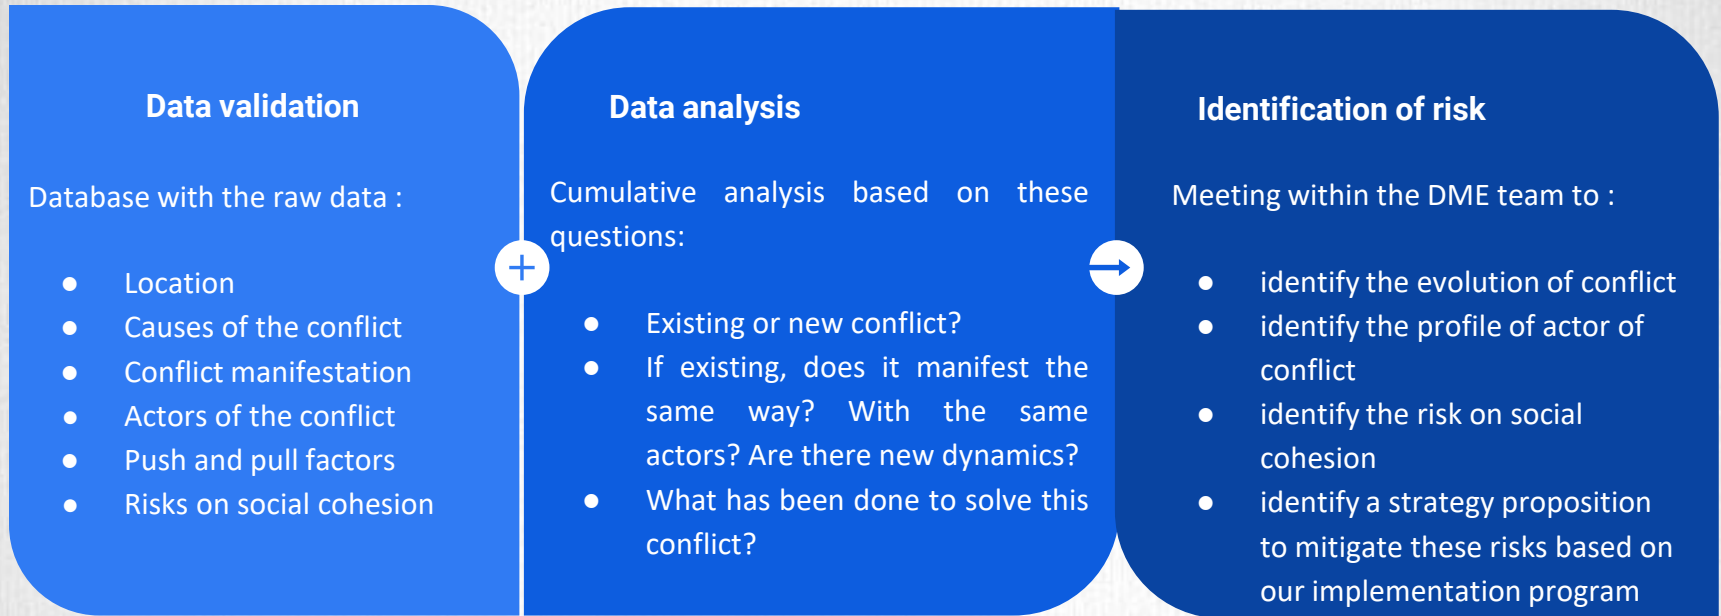 Data validation
Database with the raw data :
● Location
● Causes of the conflict
● Conflict manifestation
● Actors of the conflict
● Push and pull factors
● Risks on social cohesion
+
Data analysis
Cumulative analysis based on these
questions:
● Existing or new conflict?
● If existing, does it manifest the
same way? With the same
actors? Are there new dynamics?
● What has been done to solve this
conflict?
→
Identification of risk
Meeting within the DME team to :
● identify the evolution of conflict
● identify the profile of actor of
conflict
● identify the risk on social
cohesion
● identify a strategy proposition
to mitigate these risks based on
our implementation program